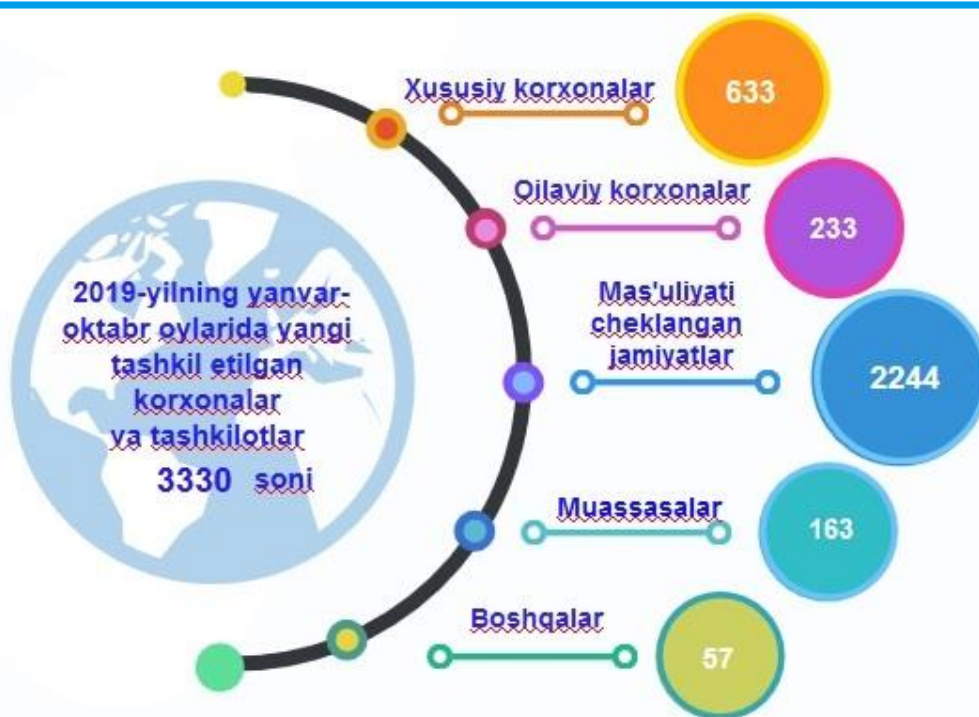 2019-yilning yanvar-
oktabr oylarida yangi
tashkil etilgan
korxonalar
va tashkilotlar
3330 soni
Xususiy korxonalar
633
Oilaviy korxonalar
233
Mas'uliyati
cheklangan
jamiyatlar
2244
Muassasalar
163
Boshqalar
57